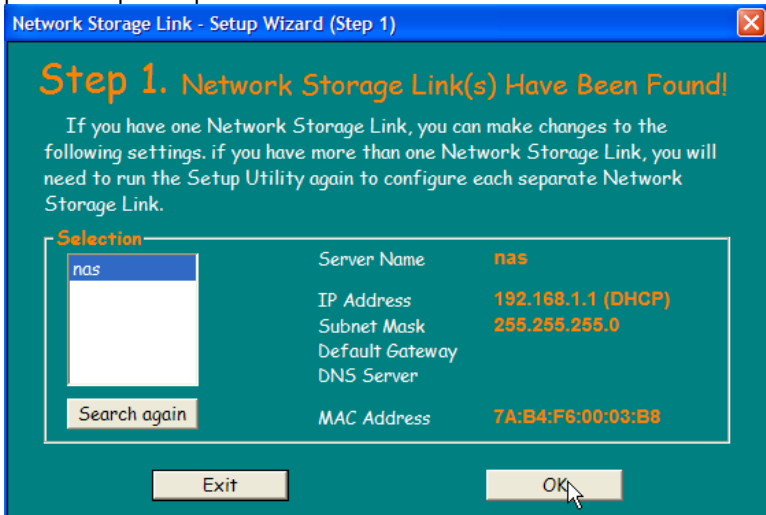 Network Storage Link - Setup Wizard (Step 1)
Step 1. Network Storage Link(s) Have Been Found!
If you have one Network Storage Link, you can make changes to the
following settings. if you have more than one Network Storage Link, you will
need to run the Setup Utility again to configure each separate Network
Storage Link.
Selection
nas
Server Name nas
IP Address 192.168.1.1 (DHCP)
Subnet Mask 255.255.255.0
Default Gateway
DNS Server
Search again
MAC Address 7A:B4:F6:00:03:B8
Exit
OK